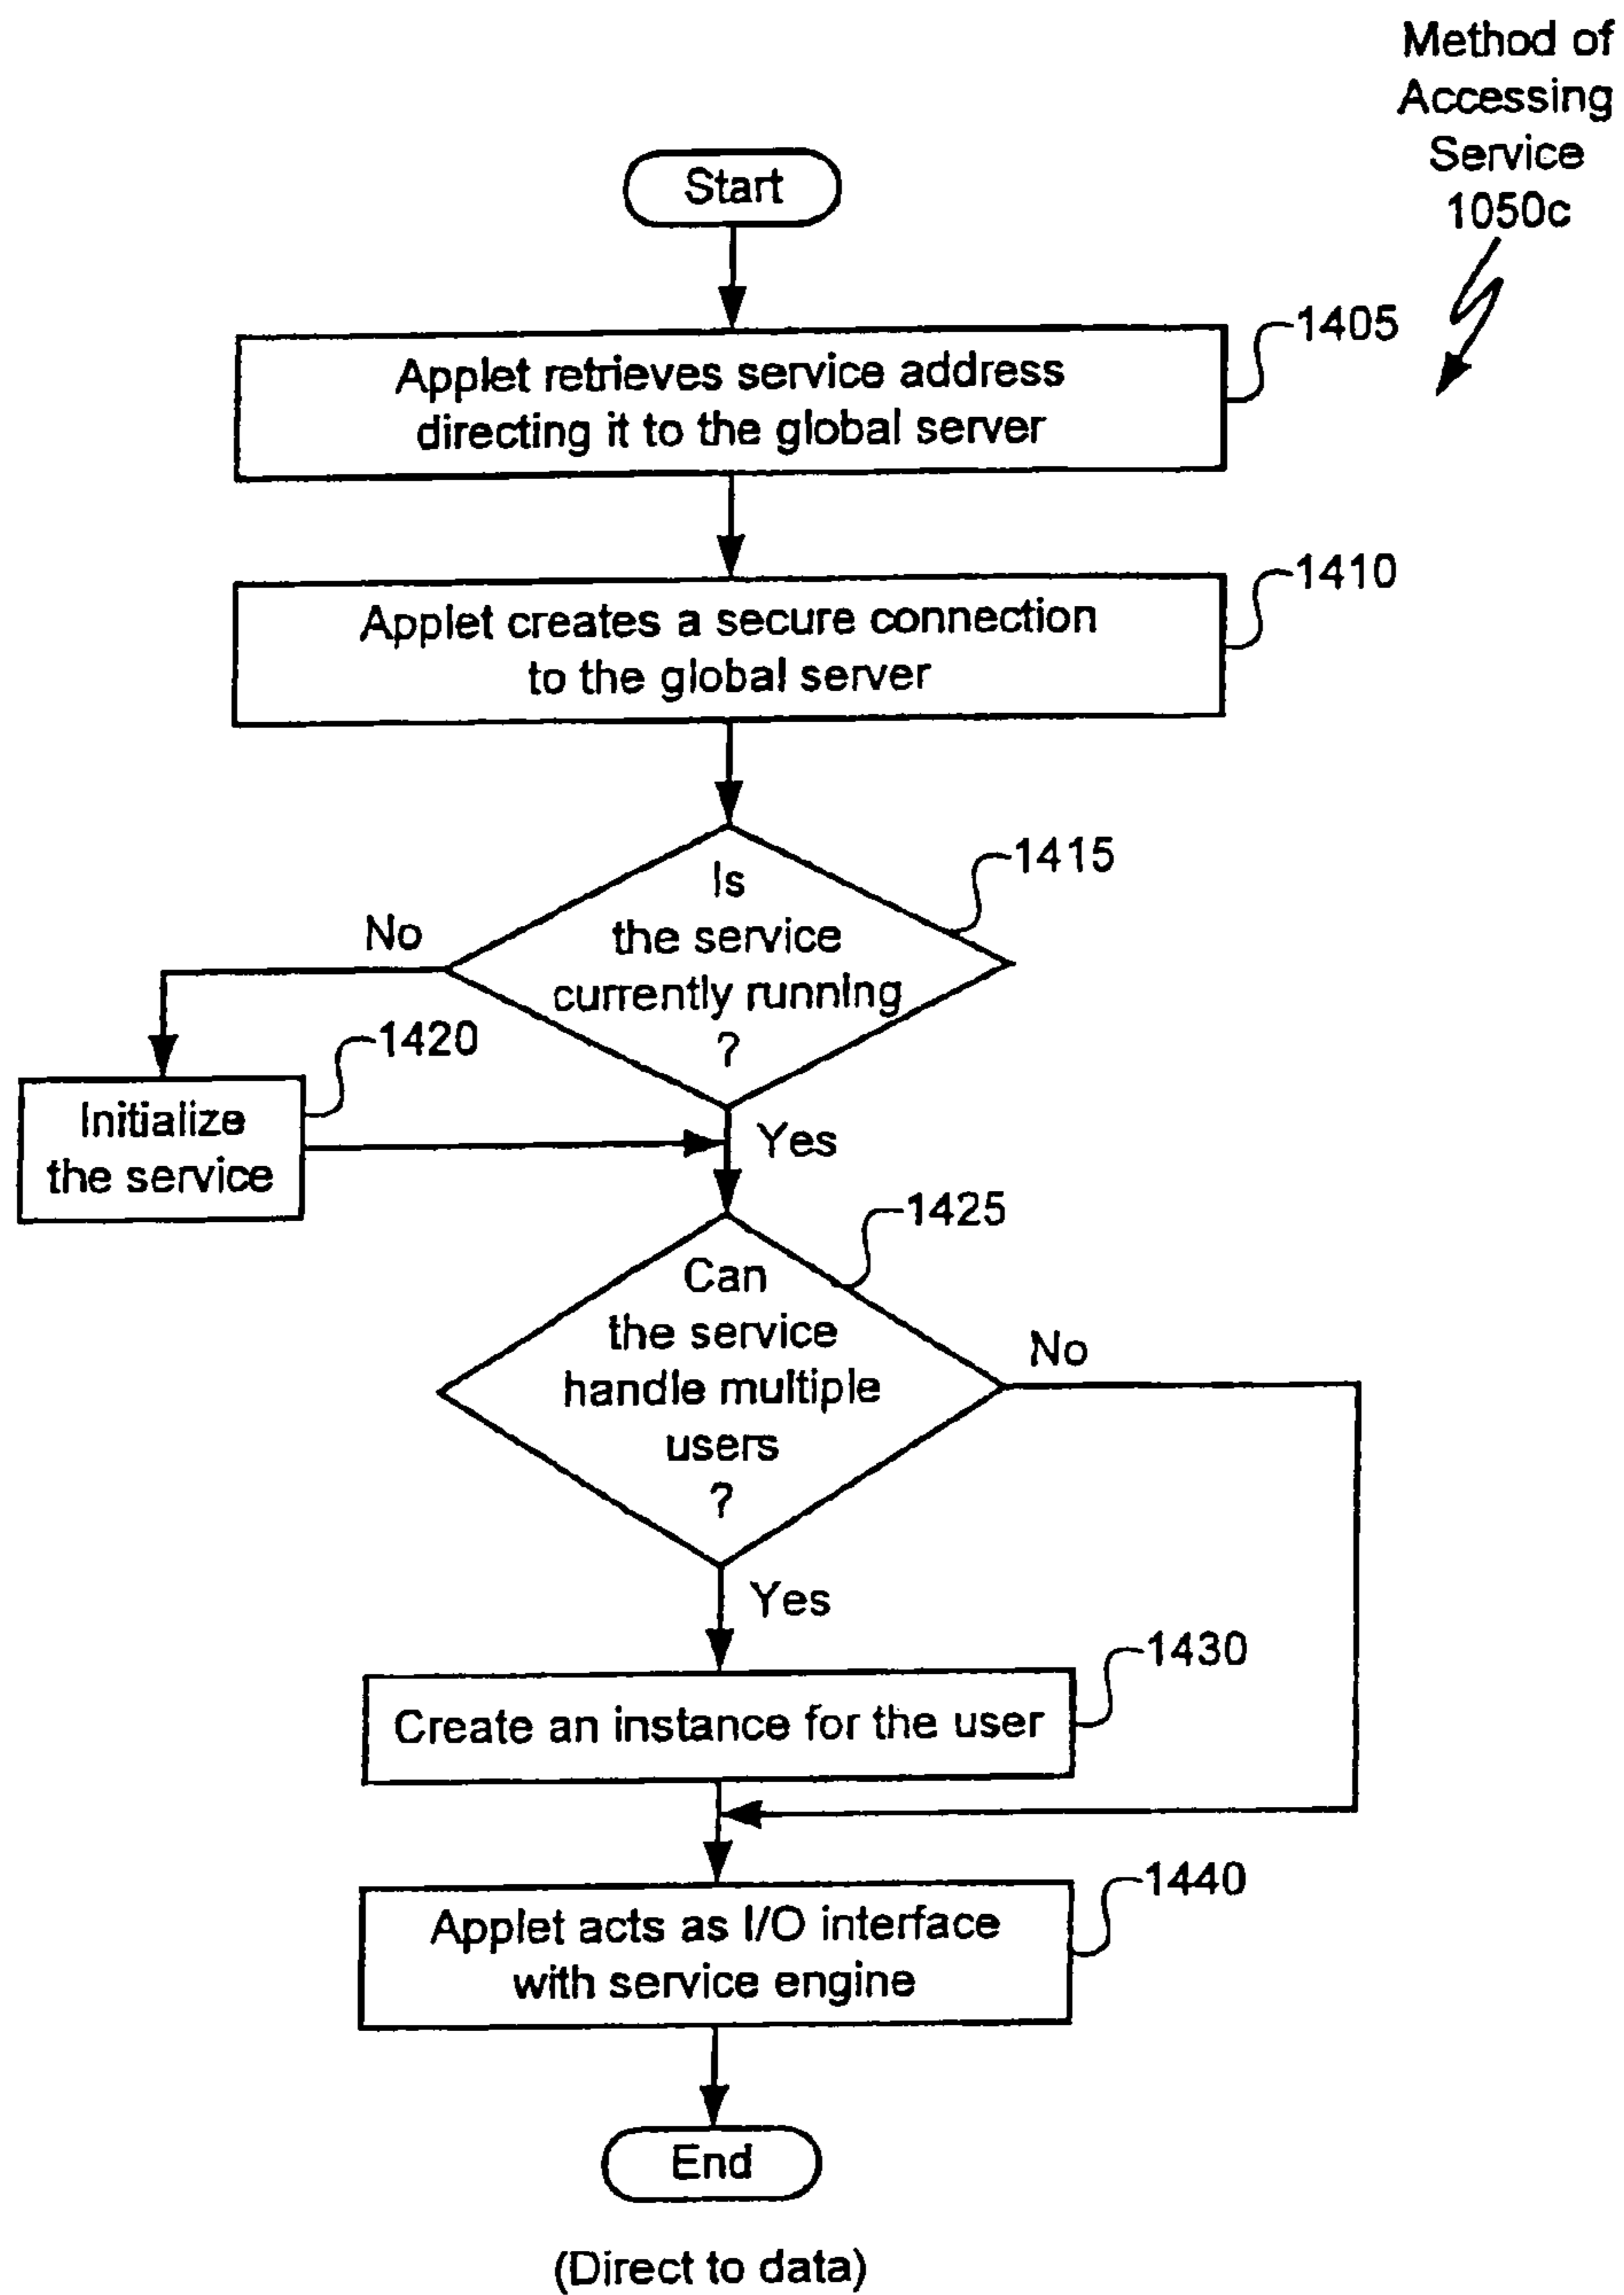 Method of
Accessing
Service
1050c
Start
Applet retrieves service address
directing it to the global server
1405
Applet creates a secure connection
to the global server
1410
Is
the service
currently running
?
1415
No
Initialize
the service
1420
Yes
Can
the service
handle multiple
users
?
1425
No
Yes
Create an instance for the user
1430
Applet acts as I/O interface
with service engine
1440
End
(Direct to data)